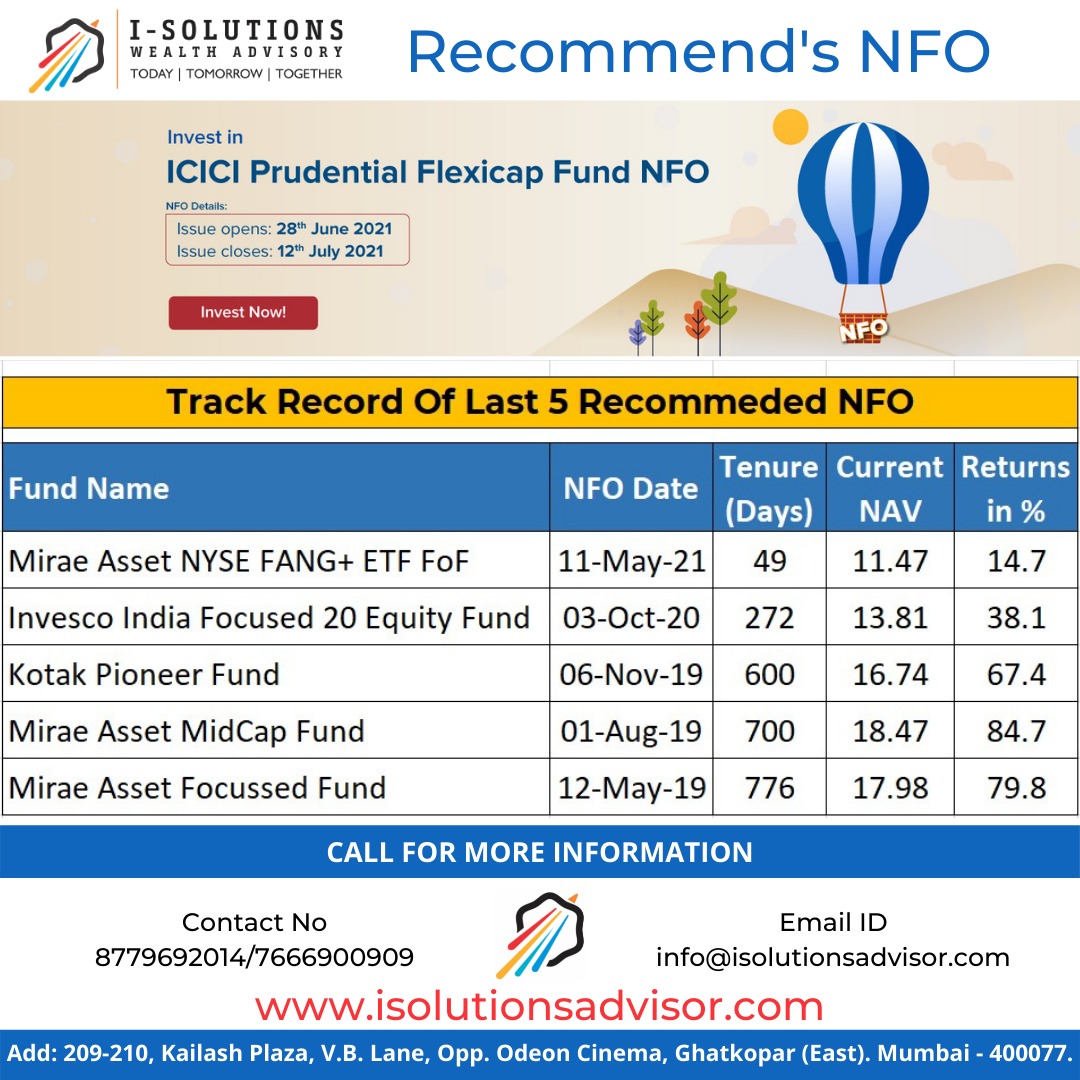 I-SOLUTIONS
WEALTH ADVISORY
TODAY | TOMORROW | TOGETHER
Recommend's NFO
Invest in
ICICI Prudential Flexicap Fund NFO
NFO Details:
Issue opens: 28th June 2021
Issue closes: 12th July 2021
Invest Now!
NFO
Track Record Of Last 5 Recommeded NFO
Fund Name NFO Date Tenure (Days) Current NAV Returns in %
Mirae Asset NYSE FANG+ ETF FoF 11-May-21 49 11.47 14.7
Invesco India Focused 20 Equity Fund 03-Oct-20 272 13.81 38.1
Kotak Pioneer Fund 06-Nov-19 600 16.74 67.4
Mirae Asset MidCap Fund 01-Aug-19 700 18.47 84.7
Mirae Asset Focussed Fund 12-May-19 776 17.98 79.8
CALL FOR MORE INFORMATION
Contact No
8779692014/7666900909
Email ID
info@isolutionsadvisor.com
www.isolutionsadvisor.com
Add: 209-210, Kailash Plaza, V.B. Lane, Opp. Odeon Cinema, Ghatkopar (East). Mumbai - 400077.